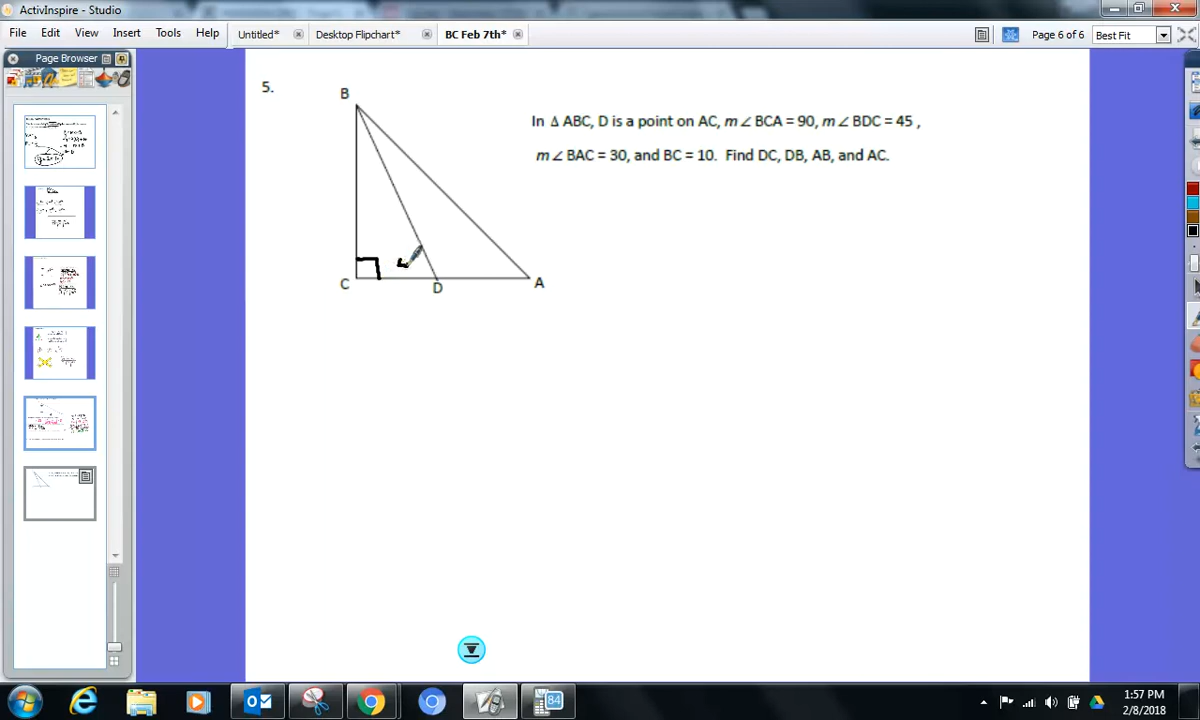 ActivInspire - Studio
File Edit View Insert Tools Help
Untitled* Desktop Flipchart* BC Feb 7th*
Page 6 of 6 Best Fit
Page Browser
5.
B
In Δ ABC, D is a point on AC, m∠BCA = 90, m∠BDC = 45 ,
m∠BAC = 30, and BC = 10. Find DC, DB, AB, and AC.
C D A
84
1:57 PM
2/8/2018